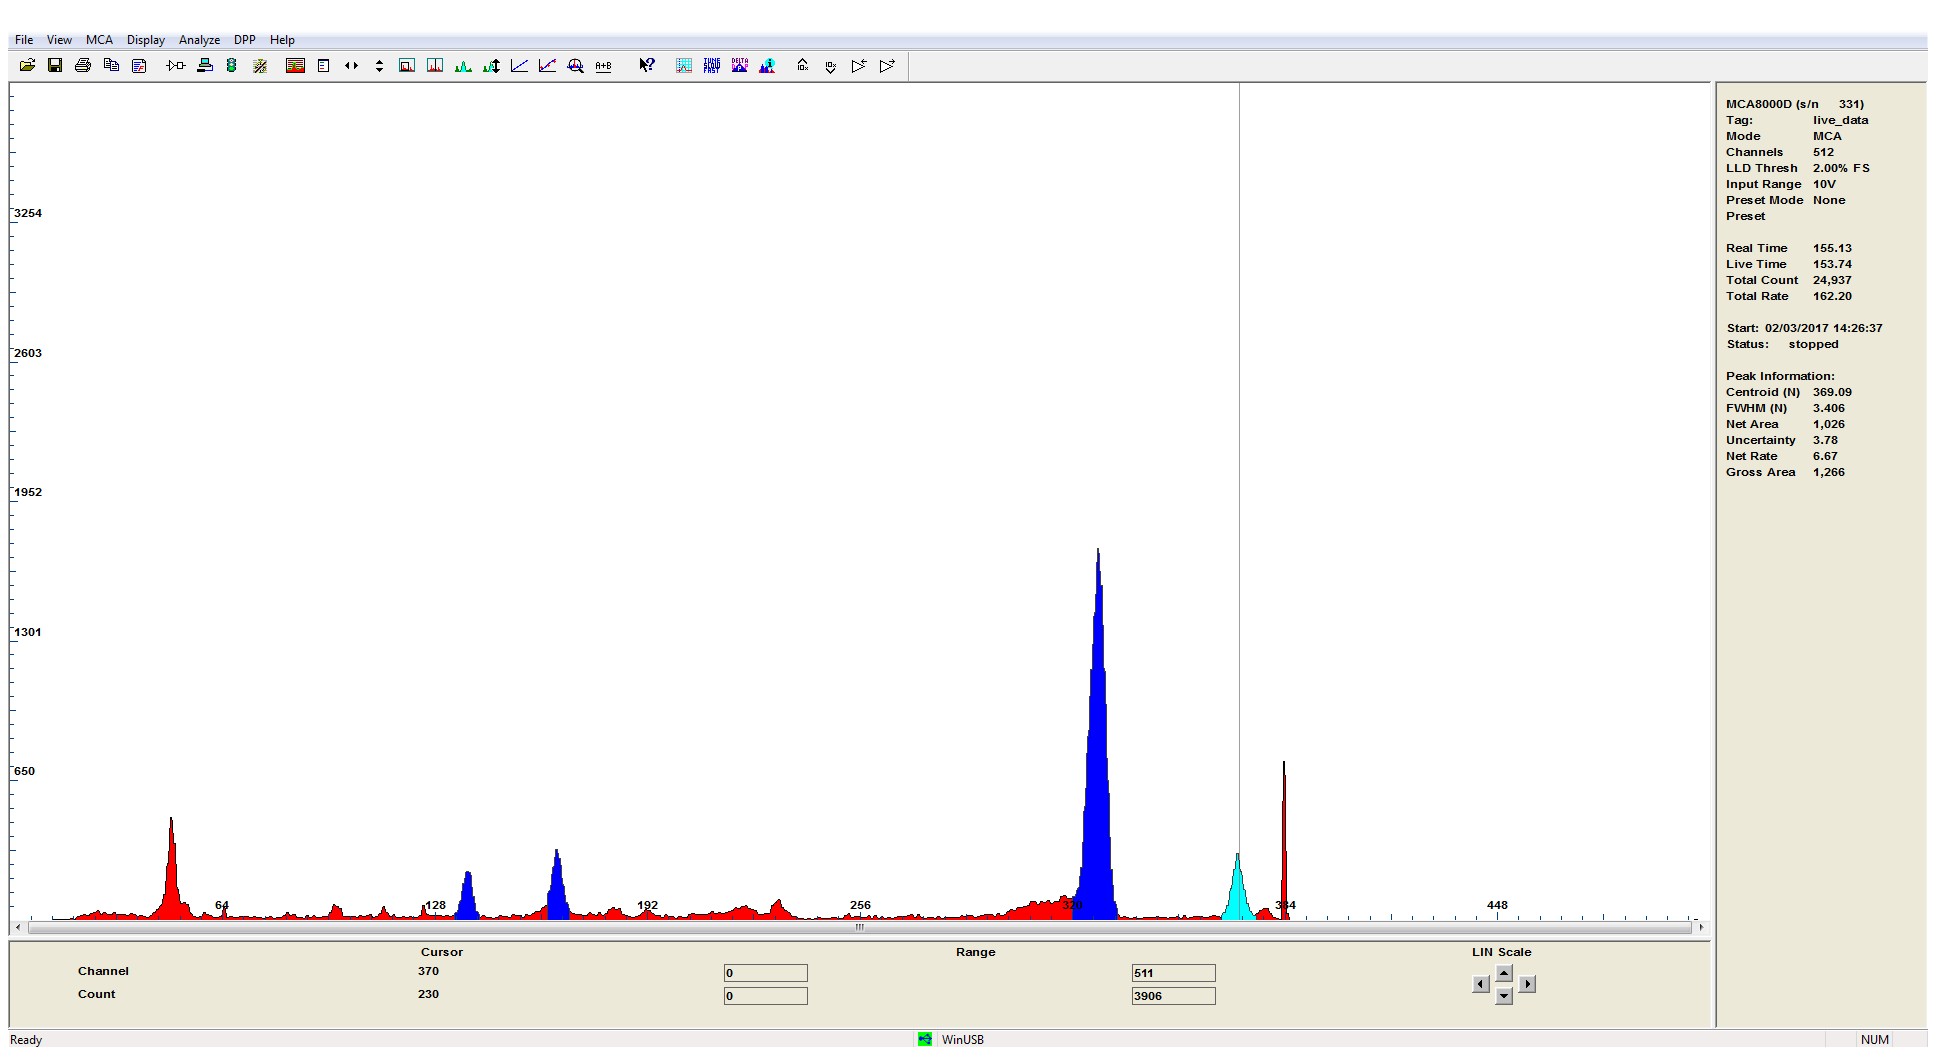 File View MCA Display Analyze DPP Help
A+B ? TUNE SLOW FAST DELTA
MCA8000D (s/n 331)
Tag: live_data
Mode MCA
Channels 512
LLD Thresh 2.00% FS
Input Range 10V
Preset Mode None
Preset
Real Time 155.13
Live Time 153.74
Total Count 24,937
Total Rate 162.20
Start: 02/03/2017 14:26:37
Status: stopped
Peak Information:
Centroid (N) 369.09
FWHM (N) 3.406
Net Area 1,026
Uncertainty 3.78
Net Rate 6.67
Gross Area 1,266
3254
2603
1952
1301
650
64 128 192 256 320 384 448
Cursor Range LIN Scale
Channel 370 0 511
Count 230 0 3906
Ready WinUSB NUM